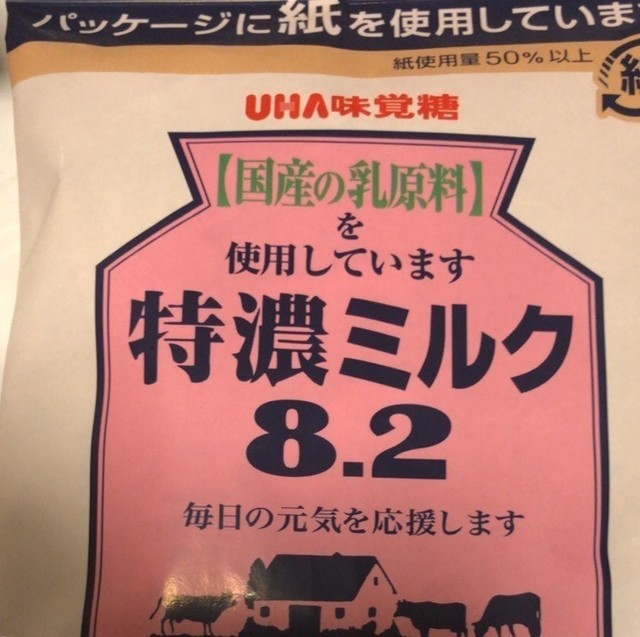 パッケージに紙を使用していま
紙使用量50%以上
UHA味覚糖
【国産の乳原料】
を
使用しています
特濃ミルク
8.2
毎日の元気を応援します